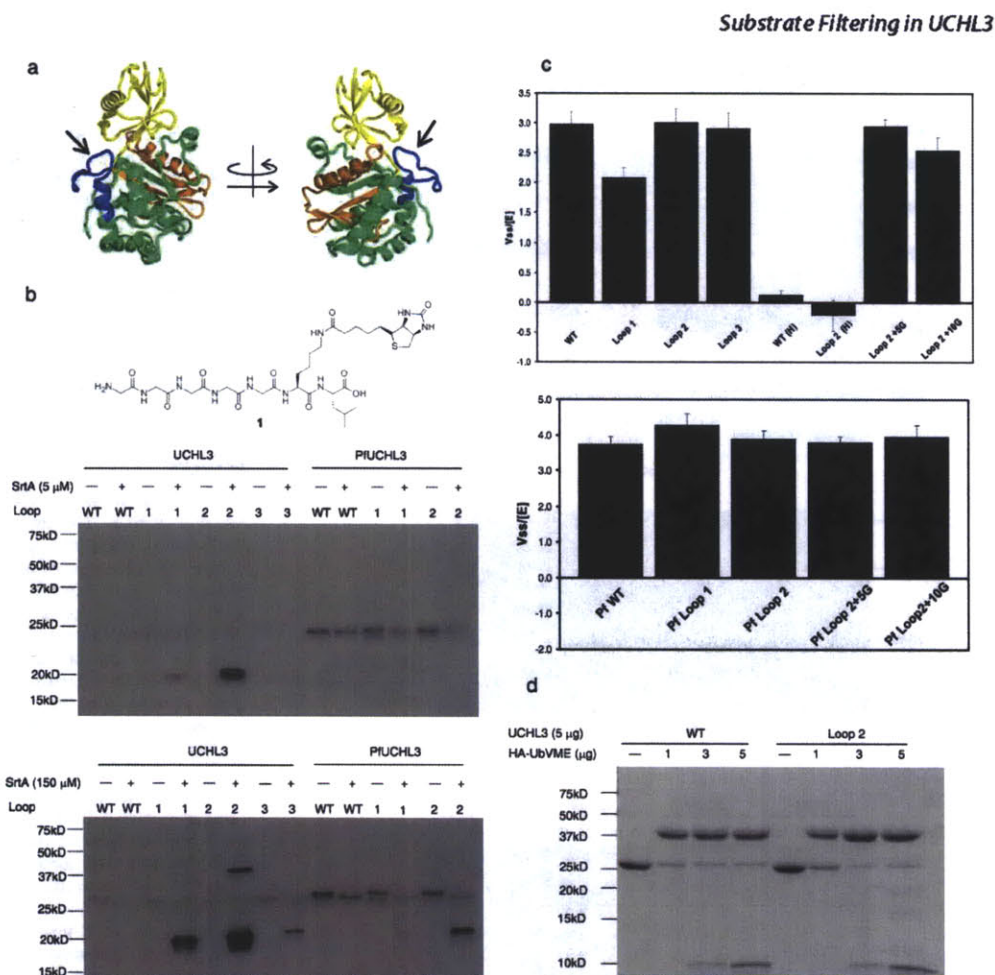 Substrate Filtering in UCHL3
a
b
O
HN
HN
NH
S
O
H2N
O
N
H
O
H
N
O
N
H
O
H
N
O
N
H
O
H
N
O
OH
1
UCHL3 PfUCHL3
SrtA (5 µM) — + — + — + — + — + — + — +
Loop WT WT 1 1 2 2 3 3 WT WT 1 1 2 2
75kD
50kD
37kD
25kD
20kD
15kD
UCHL3 PfUCHL3
SrtA (150 µM) — + — + — + — + — + — + — +
Loop WT WT 1 1 2 2 3 3 WT WT 1 1 2 2
75kD
50kD
37kD
25kD
20kD
15kD
c
Vss/[E]
3.5
3.0
2.5
2.0
1.5
1.0
0.5
0.0
-0.5
-1.0
WT Loop 1 Loop 2 Loop 3 WT (N) Loop 2 (N) Loop 2 +5G Loop 2 +10G
Vss/[E]
5.0
4.0
3.0
2.0
1.0
0.0
-1.0
-2.0
Pf WT Pf Loop 1 Pf Loop 2 Pf Loop 2+5G Pf Loop2+10G
d
UCHL3 (5 µg) WT Loop 2
HA-UbVME (µg) — 1 3 5 — 1 3 5
75kD
50kD
37kD
25kD
20kD
15kD
10kD